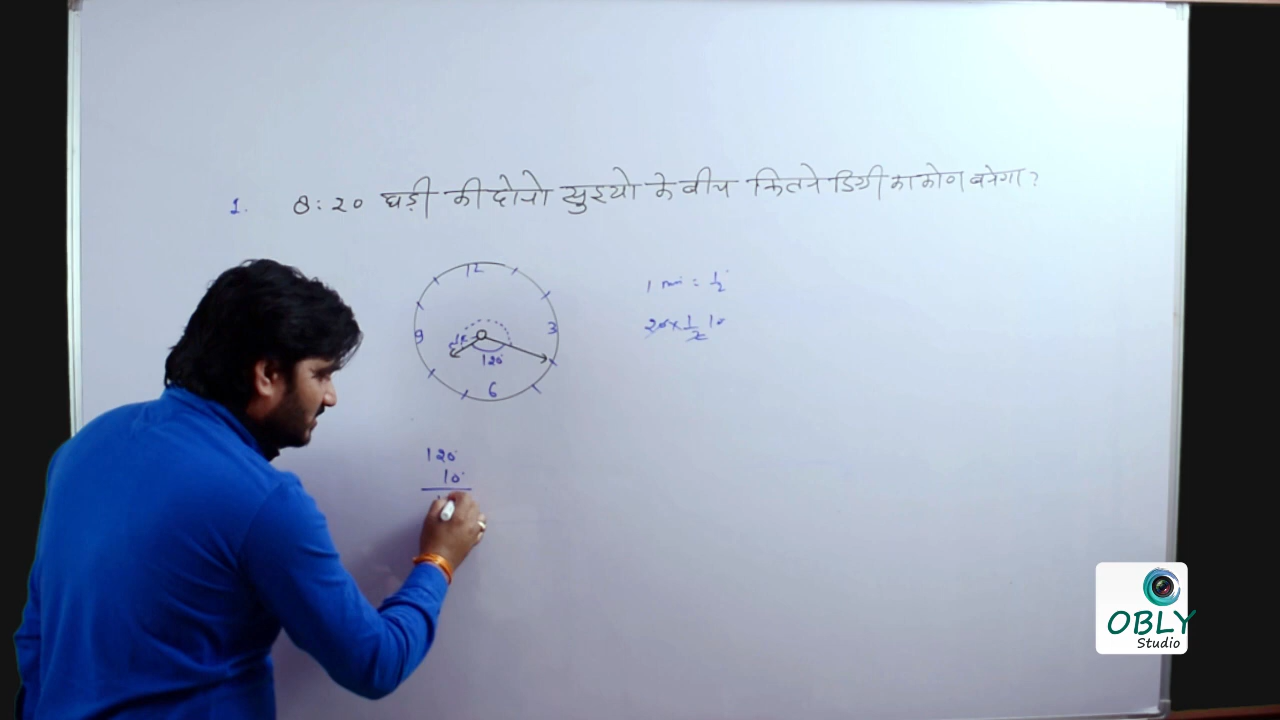 1. 8:20 घड़ी की दोनो सुइयो के बीच कितने डिग्री का कोण बनेगा?
12
3
9
6
120°
1 min = ½°
20 × 1/2 10
120°
10°
OBLY
Studio